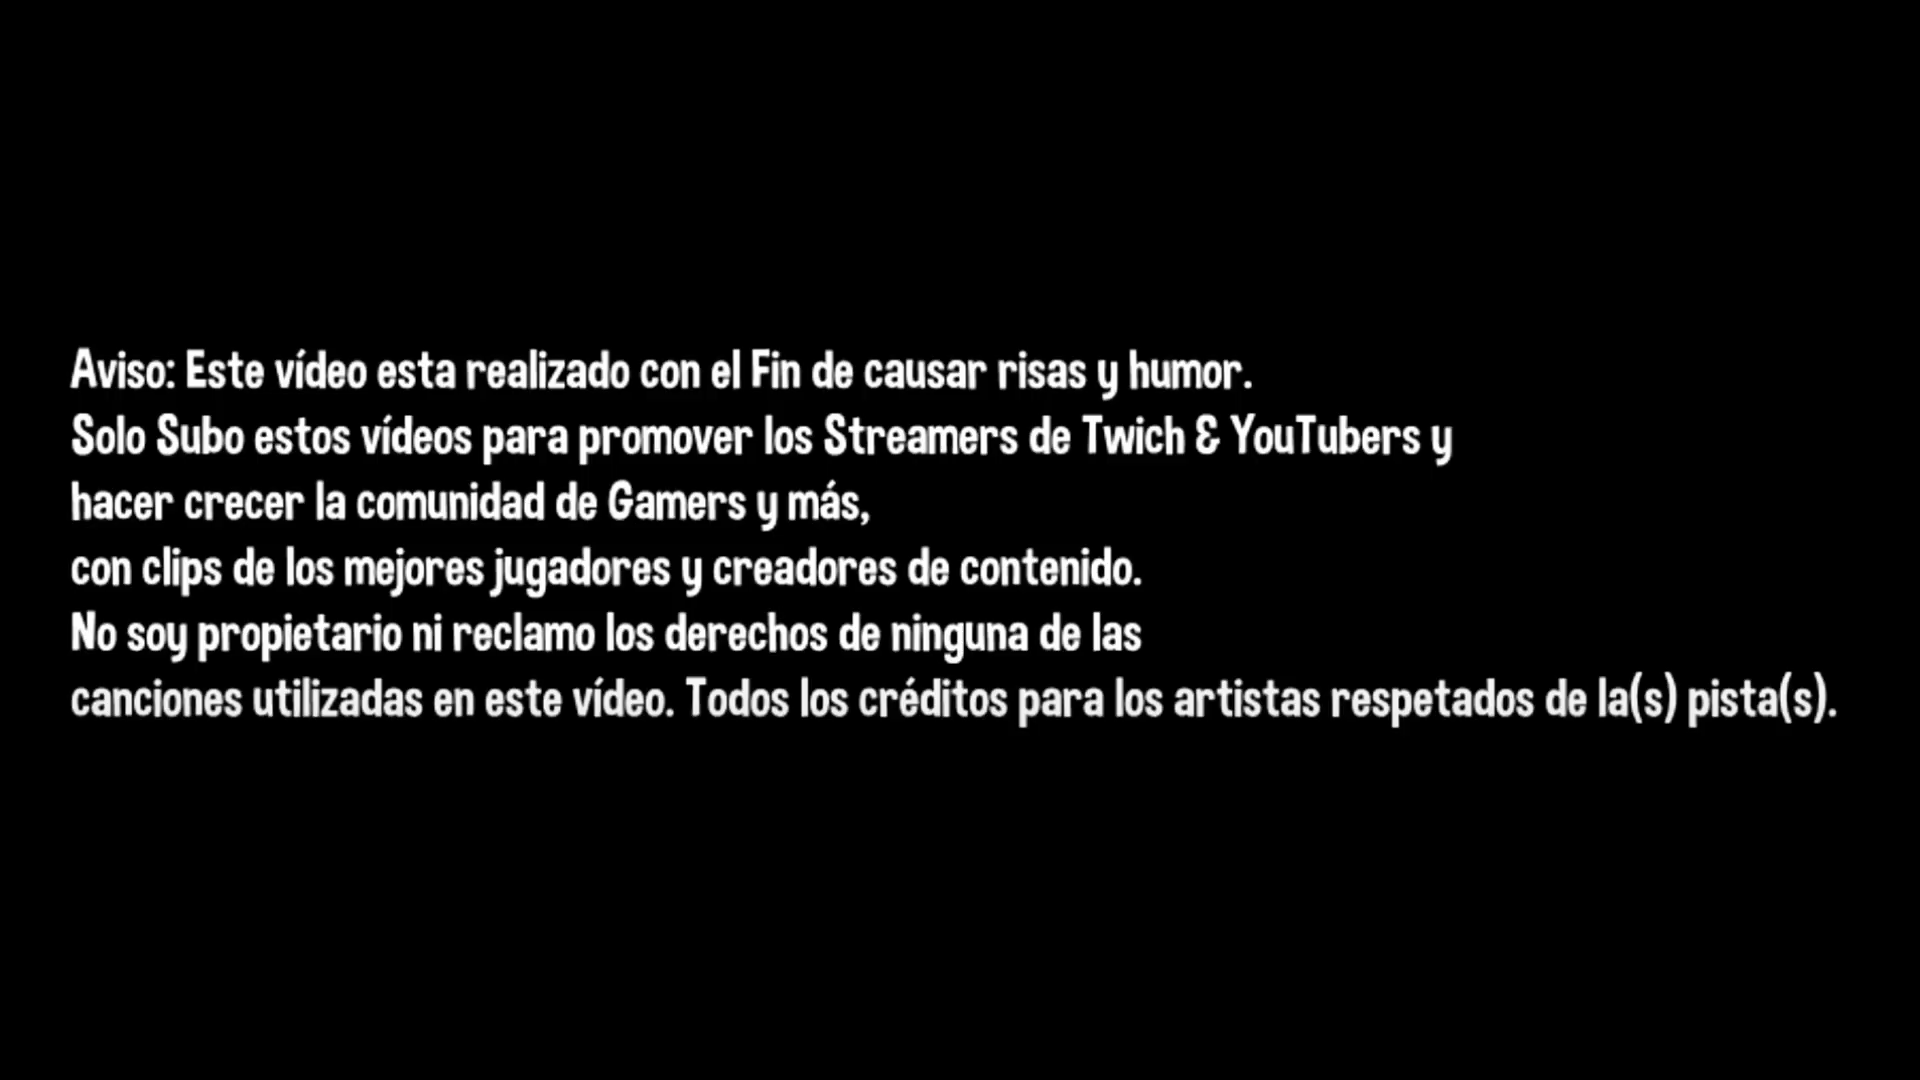 Aviso: Este vídeo esta realizado con el Fin de causar risas y humor.
Solo Subo estos vídeos para promover los Streamers de Twich & YouTubers y
hacer crecer la comunidad de Gamers y más,
con clips de los mejores jugadores y creadores de contenido.
No soy propietario ni reclamo los derechos de ninguna de las
canciones utilizadas en este vídeo. Todos los créditos para los artistas respetados de la(s) pista(s).